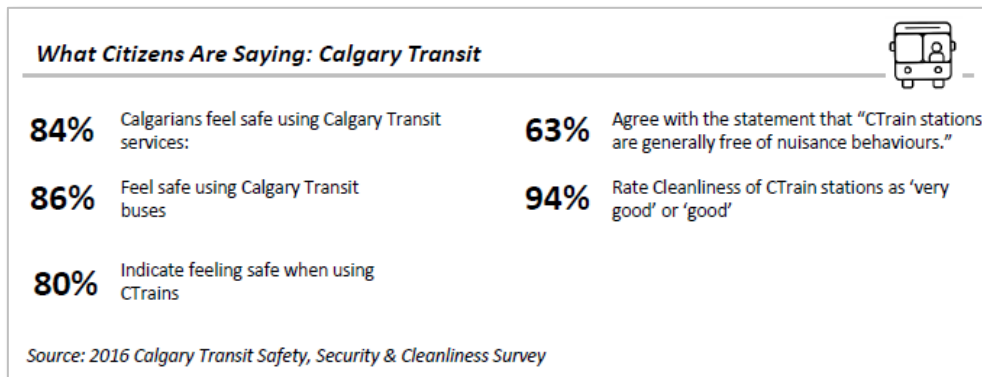 What Citizens Are Saying: Calgary Transit
84% Calgarians feel safe using Calgary Transit
services:
86% Feel safe using Calgary Transit
buses
80% Indicate feeling safe when using
CTrains
63% Agree with the statement that “CTrain stations
are generally free of nuisance behaviours.”
94% Rate Cleanliness of CTrain stations as ‘very
good’ or ‘good’
Source: 2016 Calgary Transit Safety, Security & Cleanliness Survey